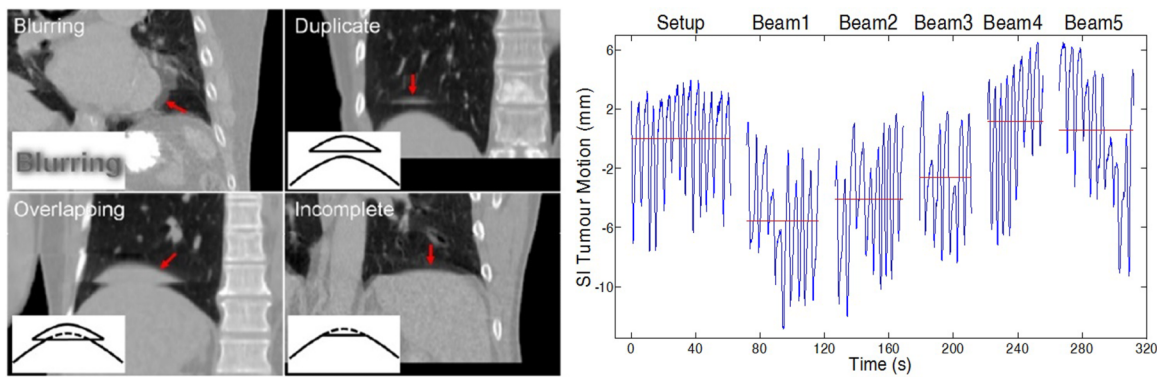 Blurring
Duplicate
Blurring
Overlapping
Incomplete
Setup Beam1 Beam2 Beam3 Beam4 Beam5
SI Tumour Motion (mm)
6
2
-2
-6
-10
0 40 80 120 160 200 240 280 320
Time (s)